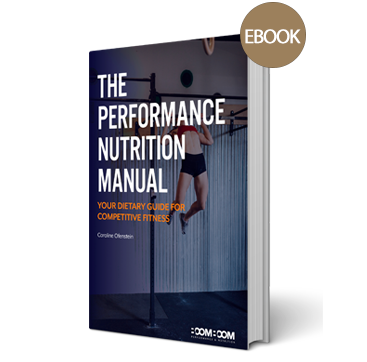 EBOOK
THE
PERFORMANCE
NUTRITION
MANUAL
YOUR DIETARY GUIDE FOR
COMPETITIVE FITNESS
Caroline Ofenstein